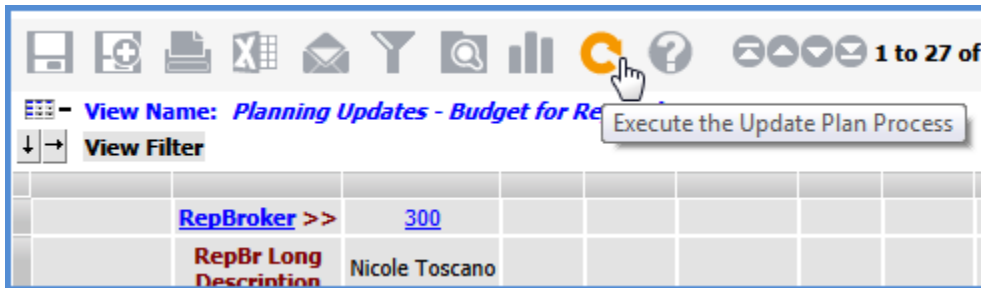 1 to 27 of
View Name: Planning Updates - Budget for
Execute the Update Plan Process
View Filter
RepBroker >> 300
RepBr Long Description Nicole Toscano